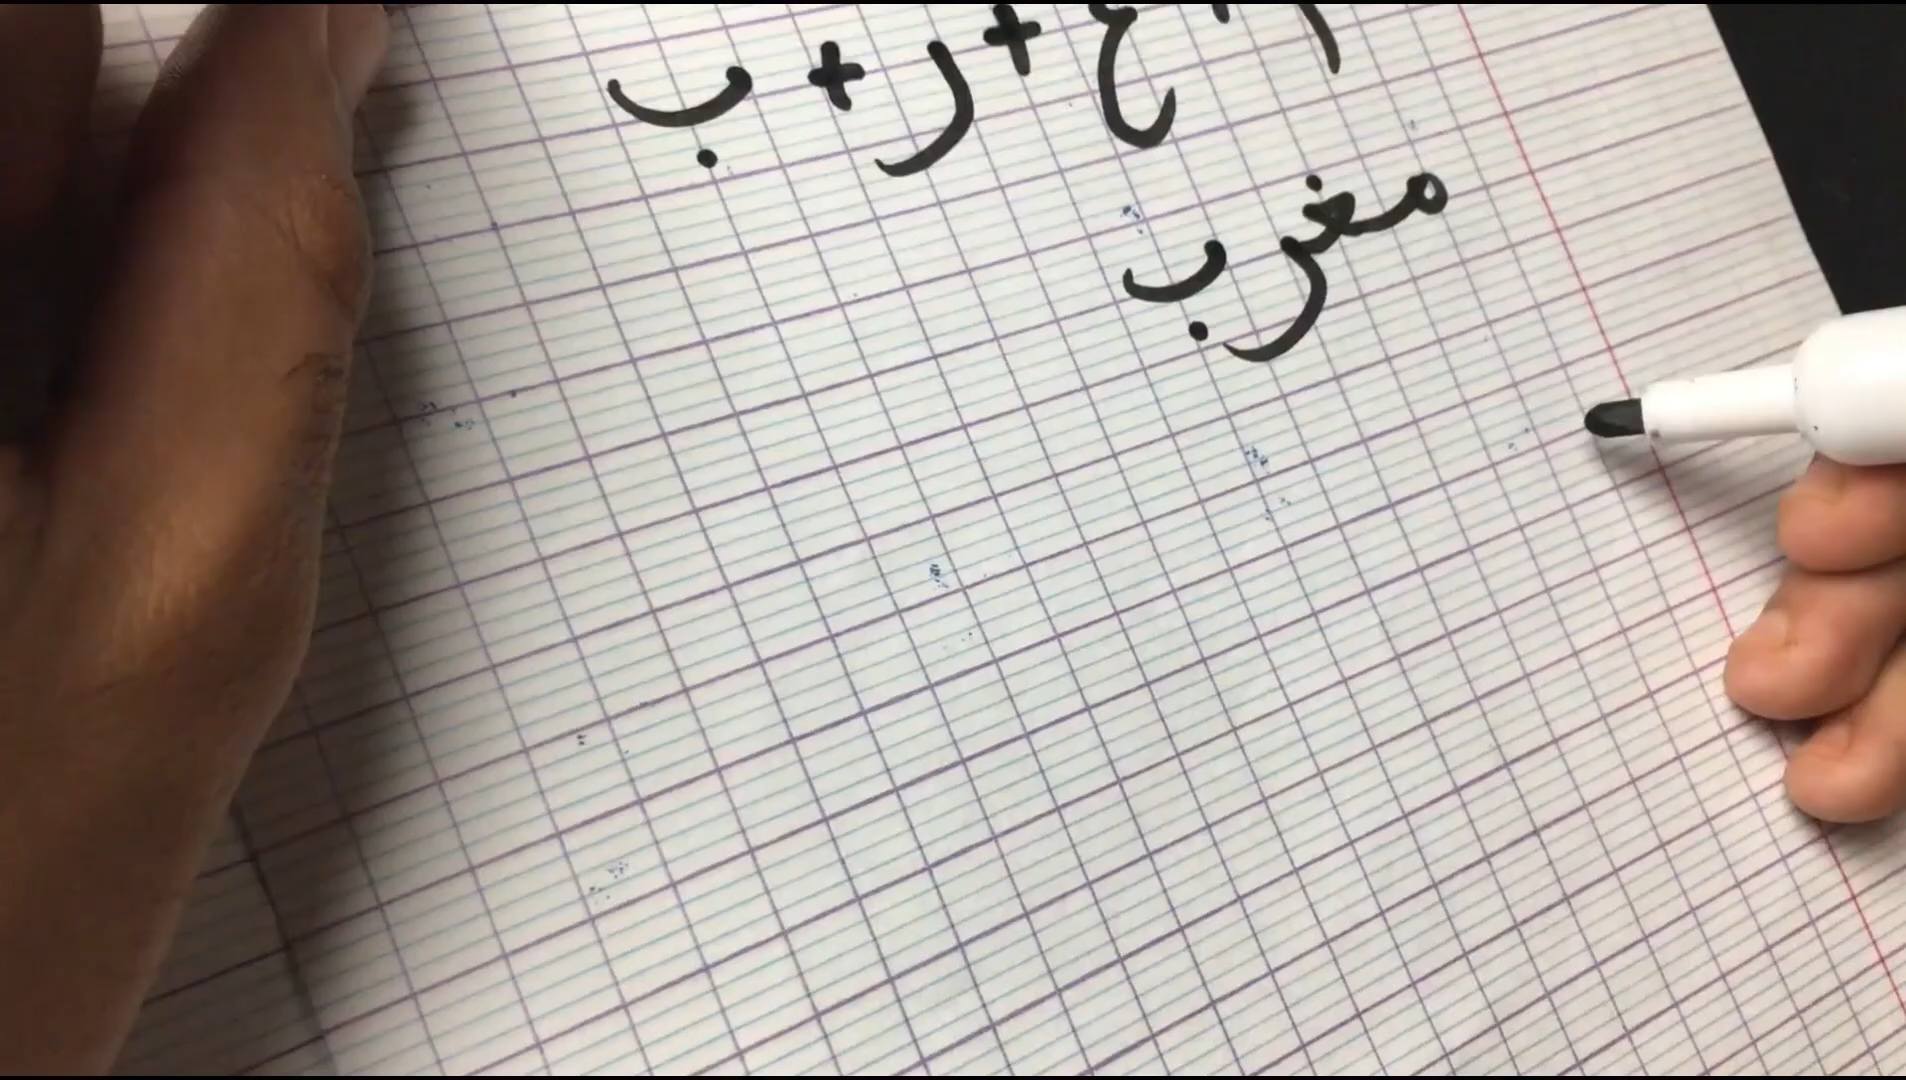 م + غ + ر + ب
مغرب